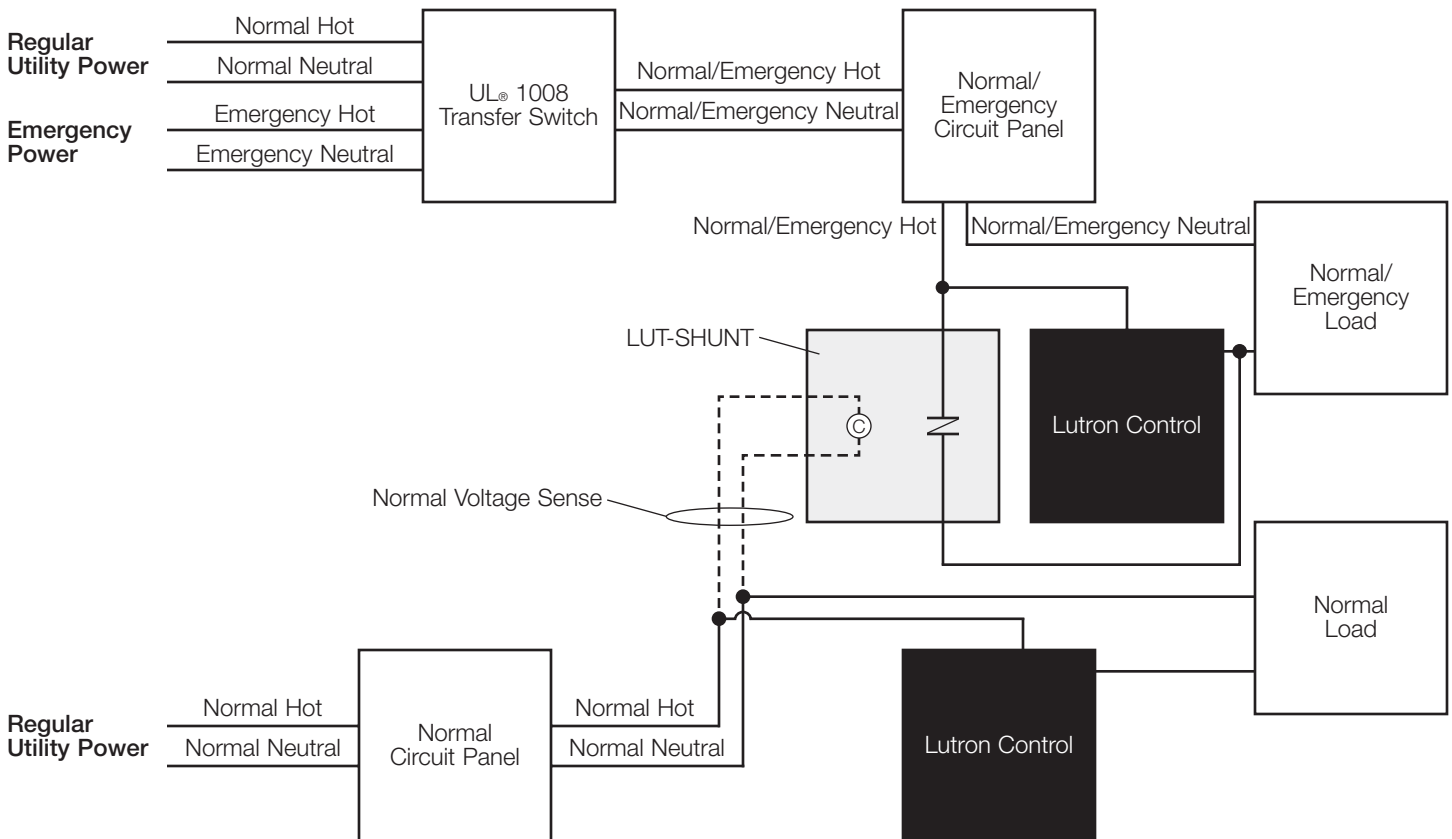 Regular
Utility Power
Normal Hot
Normal Neutral
Emergency
Power
Emergency Hot
Emergency Neutral
UL® 1008
Transfer Switch
Normal/Emergency Hot
Normal/Emergency Neutral
Normal/
Emergency
Circuit Panel
Normal/Emergency Hot
Normal/Emergency Neutral
Normal/
Emergency
Load
LUT-SHUNT
C
Lutron Control
Normal Voltage Sense
Normal
Load
Regular
Utility Power
Normal Hot
Normal Neutral
Normal
Circuit Panel
Normal Hot
Normal Neutral
Lutron Control